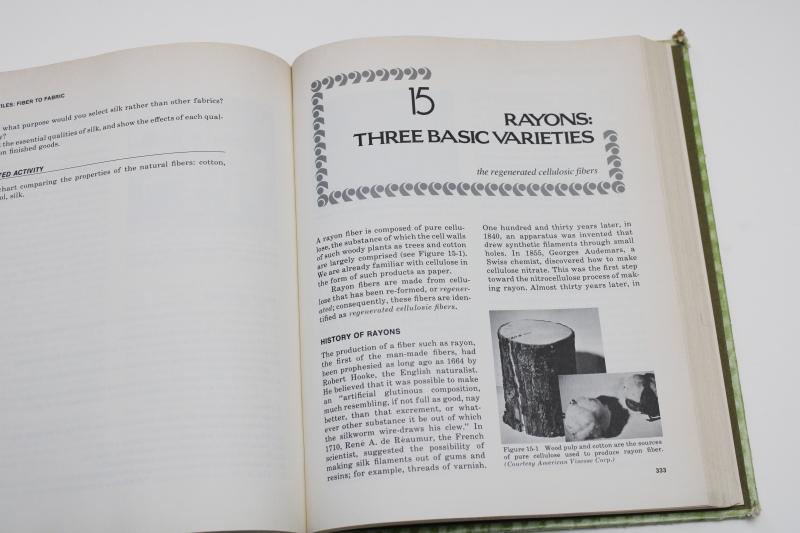 TILES: FIBER TO FABRIC
what purpose would you select silk rather than other fabrics?
y?
the essential qualities of silk, and show the effects of each qual-
on finished goods.
TED ACTIVITY
chart comparing the properties of the natural fibers: cotton,
ol, silk.
15
RAYONS:
THREE BASIC VARIETIES
the regenerated cellulosic fibers
A rayon fiber is composed of pure cellu-
lose, the substance of which the cell walls
of such woody plants as trees and cotton
are largely comprised (see Figure 15-1).
We are already familiar with cellulose in
the form of such products as paper.
Rayon fibers are made from cellu-
lose that has been re-formed, or regener-
ated; consequently, these fibers are iden-
tified as regenerated cellulosic fibers.
HISTORY OF RAYONS
The production of a fiber such as rayon,
the first of the man-made fibers, had
been prophesied as long ago as 1664 by
Robert Hooke, the English naturalist.
He believed that it was possible to make
an "artificial glutinous composition,
much resembling, if not full as good, nay
better, than that excrement, or what-
ever other substance it be out of which
the silkworm wire-draws his clew." In
1710, René A. de Réaumur, the French
scientist, suggested the possibility of
making silk filaments out of gums and
resins; for example, threads of varnish.
One hundred and thirty years later, in
1840, an apparatus was invented that
drew synthetic filaments through small
holes. In 1855, Georges Audemars, a
Swiss chemist, discovered how to make
cellulose nitrate. This was the first step
toward the nitrocellulose process of mak-
ing rayon. Almost thirty years later, in
Figure 15-1 Wood pulp and cotton are the sources
of pure cellulose used to produce rayon fiber.
(Courtesy American Viscose Corp.)
333